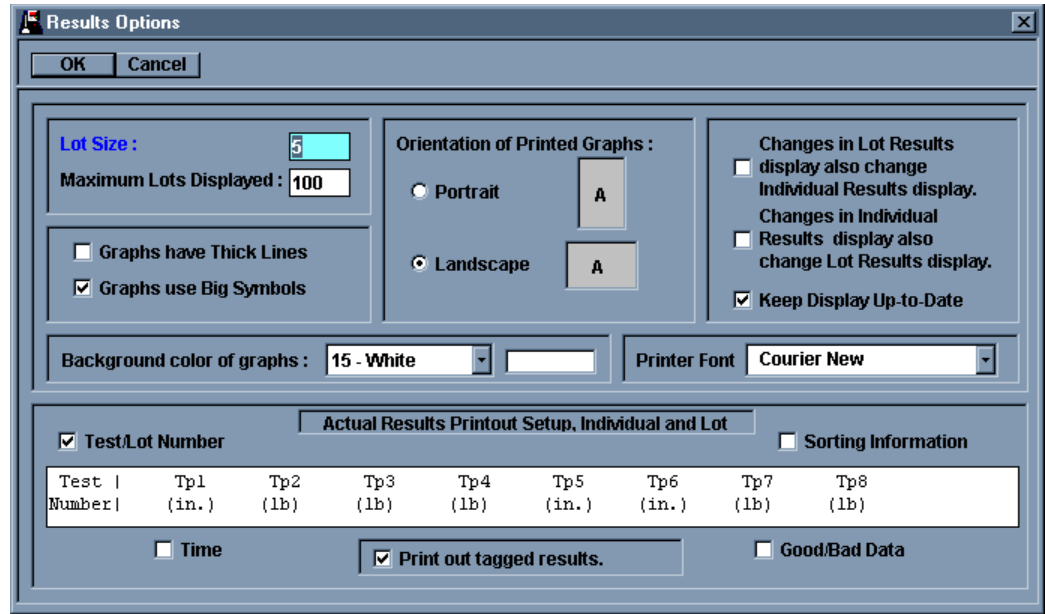 Results Options
OK Cancel
Lot Size : 5
Maximum Lots Displayed : 100
Graphs have Thick Lines
Graphs use Big Symbols
Orientation of Printed Graphs :
Portrait A
Landscape A
Changes in Lot Results
display also change
Individual Results display.
Changes in Individual
Results display also
change Lot Results display.
Keep Display Up-to-Date
Background color of graphs : 15 - White
Printer Font Courier New
Actual Results Printout Setup, Individual and Lot
Test/Lot Number
Sorting Information
Test | Tp1 Tp2 Tp3 Tp4 Tp5 Tp6 Tp7 Tp8
Number| (in.) (lb) (lb) (lb) (in.) (in.) (lb) (lb)
Time
Print out tagged results.
Good/Bad Data